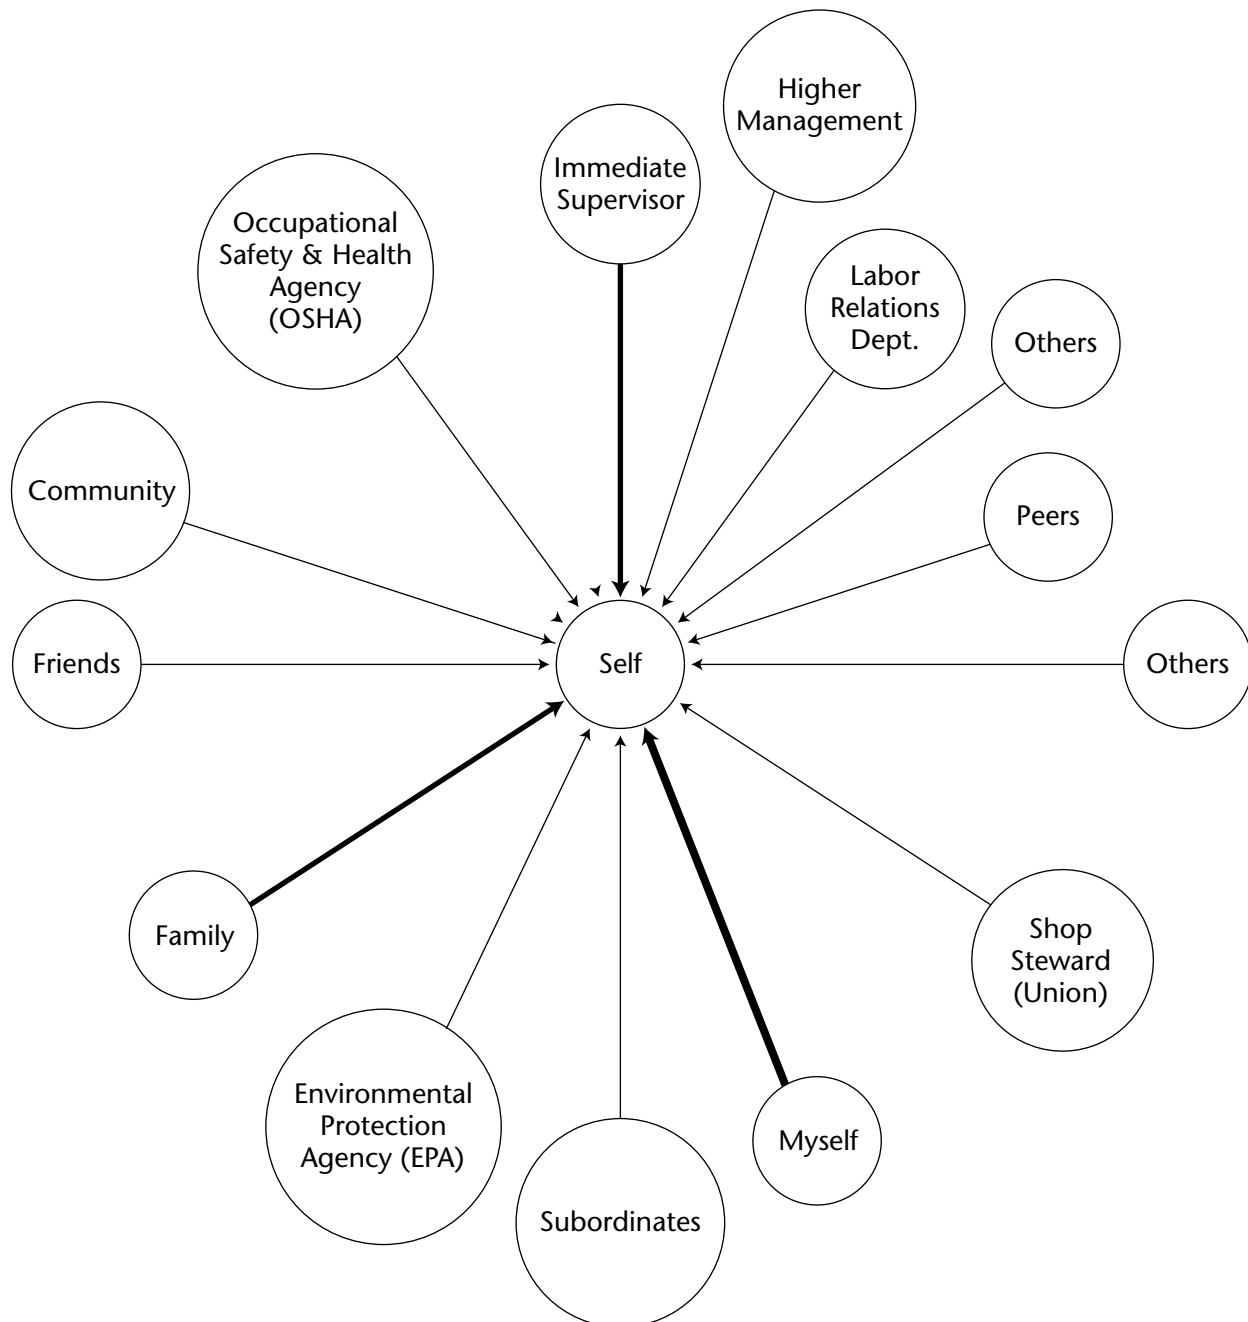 Higher
Management
Immediate
Supervisor
Occupational
Safety & Health
Agency
(OSHA)
Labor
Relations
Dept.
Others
Community
Peers
Friends
Self
Others
Family
Shop
Steward
(Union)
Environmental
Protection
Agency (EPA)
Myself
Subordinates